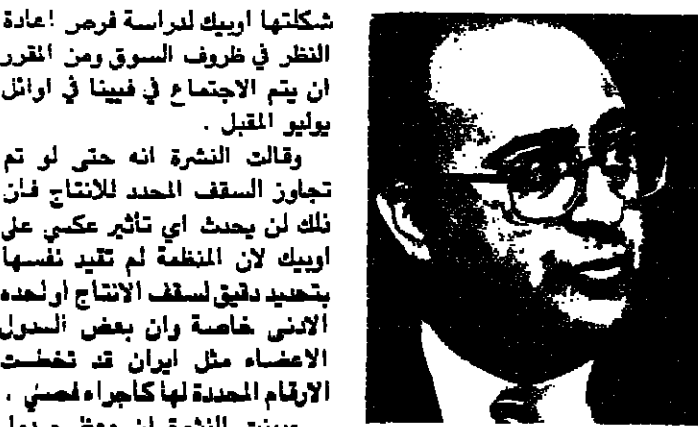 شكلتها اوبيك لدراسة فرص اعادة
النظر في ظروف السوق ومن المقرر
ان يتم الاجتماع في فيينا في اوائل
يوليو المقبل .
وقالت النشرة انه حتى لو تم
تجاوز السقف المحدد للانتاج فان
ذلك لن يحدث اي تأثير عكسي على
اوبيك لان المنظمة لم تقيد نفسها
بتحديد دقيق لسقف الانتاج او لحده
الادنى خاصة وان بعض الدول
الاعضاء مثل ايران قد تخطت
الارقام المحددة لها كاجراء
النشرة ان